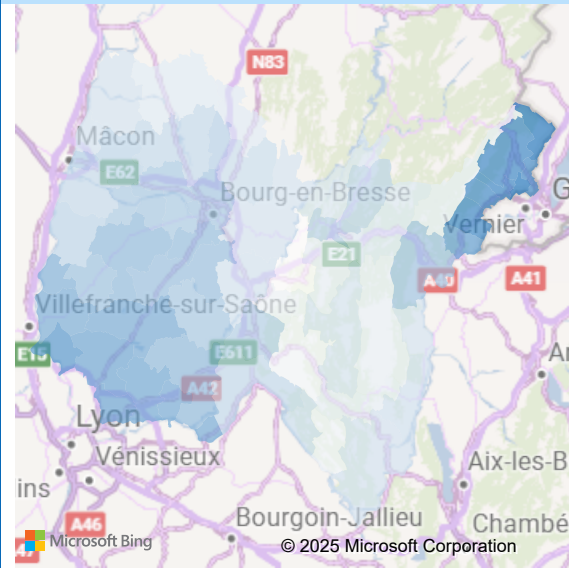 N83
Mâcon
E62
Bourg-en-Bresse
G
Vernier
E21
A40
A41
Villefranche-sur-Saône
E15
E611
A42
Lyon
Vénissieux
Aix-les-B
ins
A46
Bourgoin-Jallieu
Chambé
Microsoft Bing
© 2025 Microsoft Corporation